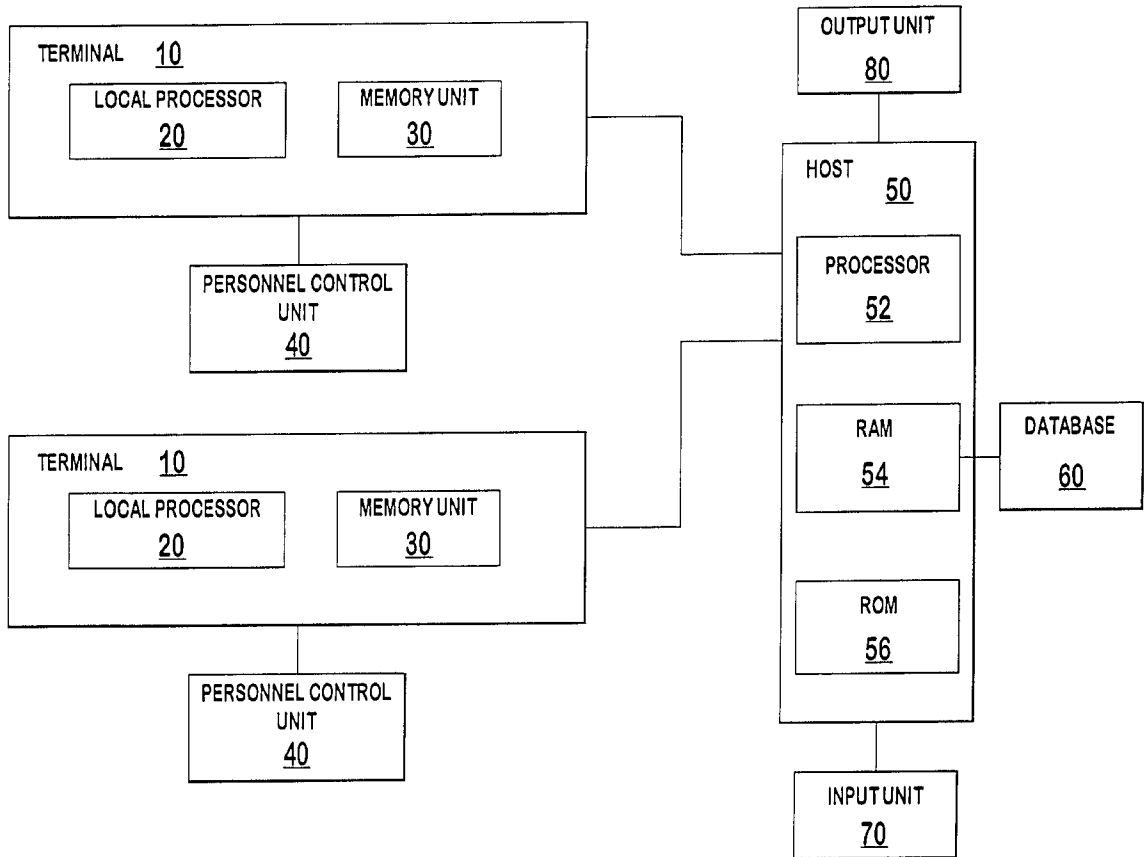 TERMINAL 10
LOCAL PROCESSOR
20
MEMORY UNIT
30
PERSONNEL CONTROL
UNIT
40
TERMINAL 10
LOCAL PROCESSOR
20
MEMORY UNIT
30
PERSONNEL CONTROL
UNIT
40
OUTPUT UNIT
80
HOST 50
PROCESSOR
52
RAM
54
ROM
56
DATABASE
60
INPUT UNIT
70